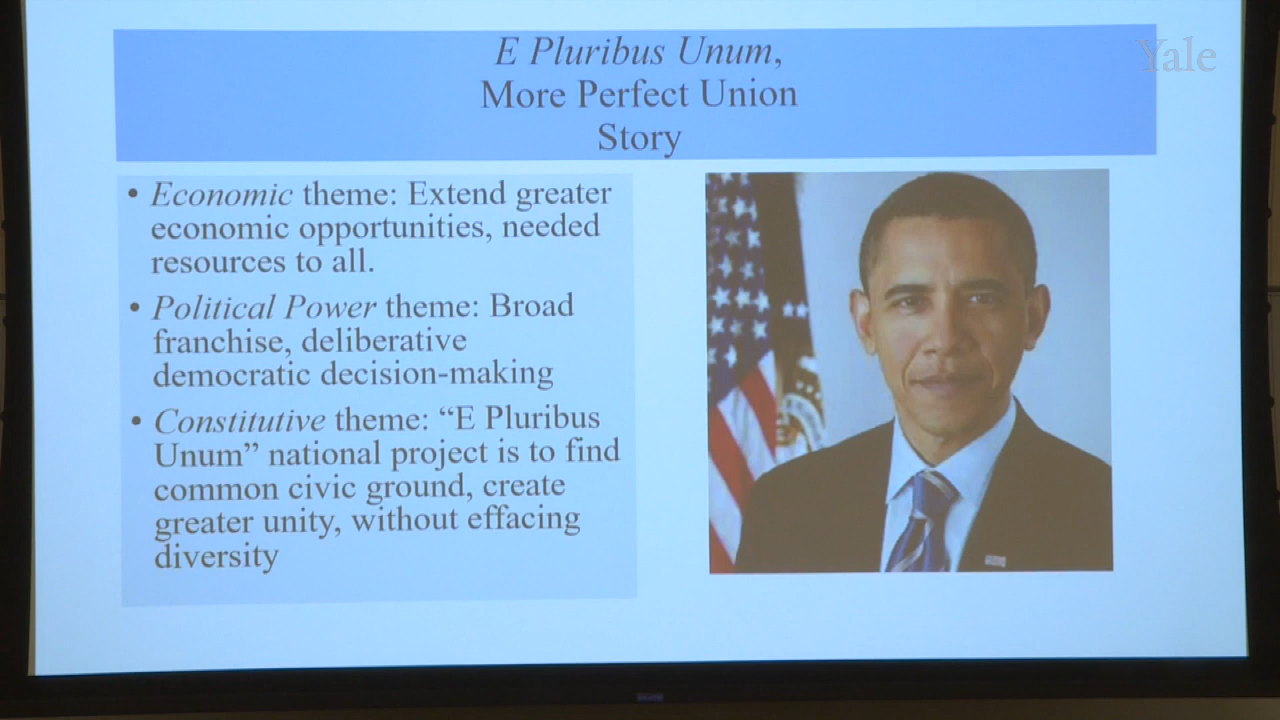 E Pluribus Unum,
More Perfect Union
Story
Yale
• Economic theme: Extend greater
economic opportunities, needed
resources to all.
• Political Power theme: Broad
franchise, deliberative
democratic decision-making
• Constitutive theme: “E Pluribus
Unum” national project is to find
common civic ground, create
greater unity, without effacing
diversity